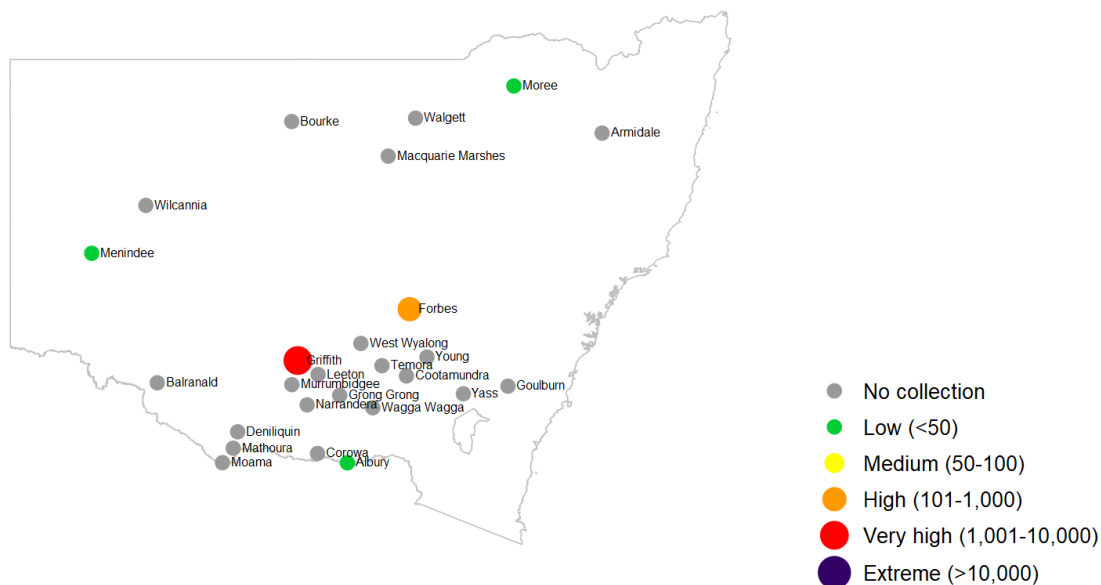 Moree
Bourke
Walgett
Armidale
Macquarie Marshes
Wilcannia
Menindee
Forbes
West Wyalong
Young
Griffith
Temora
Leeton
Cootamundra
Balranald
Murrumbidgee
Goulburn
Grong Grong
Yass
Narrandera
Wagga Wagga
Deniliquin
Mathoura
Corowa
Moama
Albury
No collection
Low (<50)
Medium (50-100)
High (101-1,000)
Very high (1,001-10,000)
Extreme (>10,000)